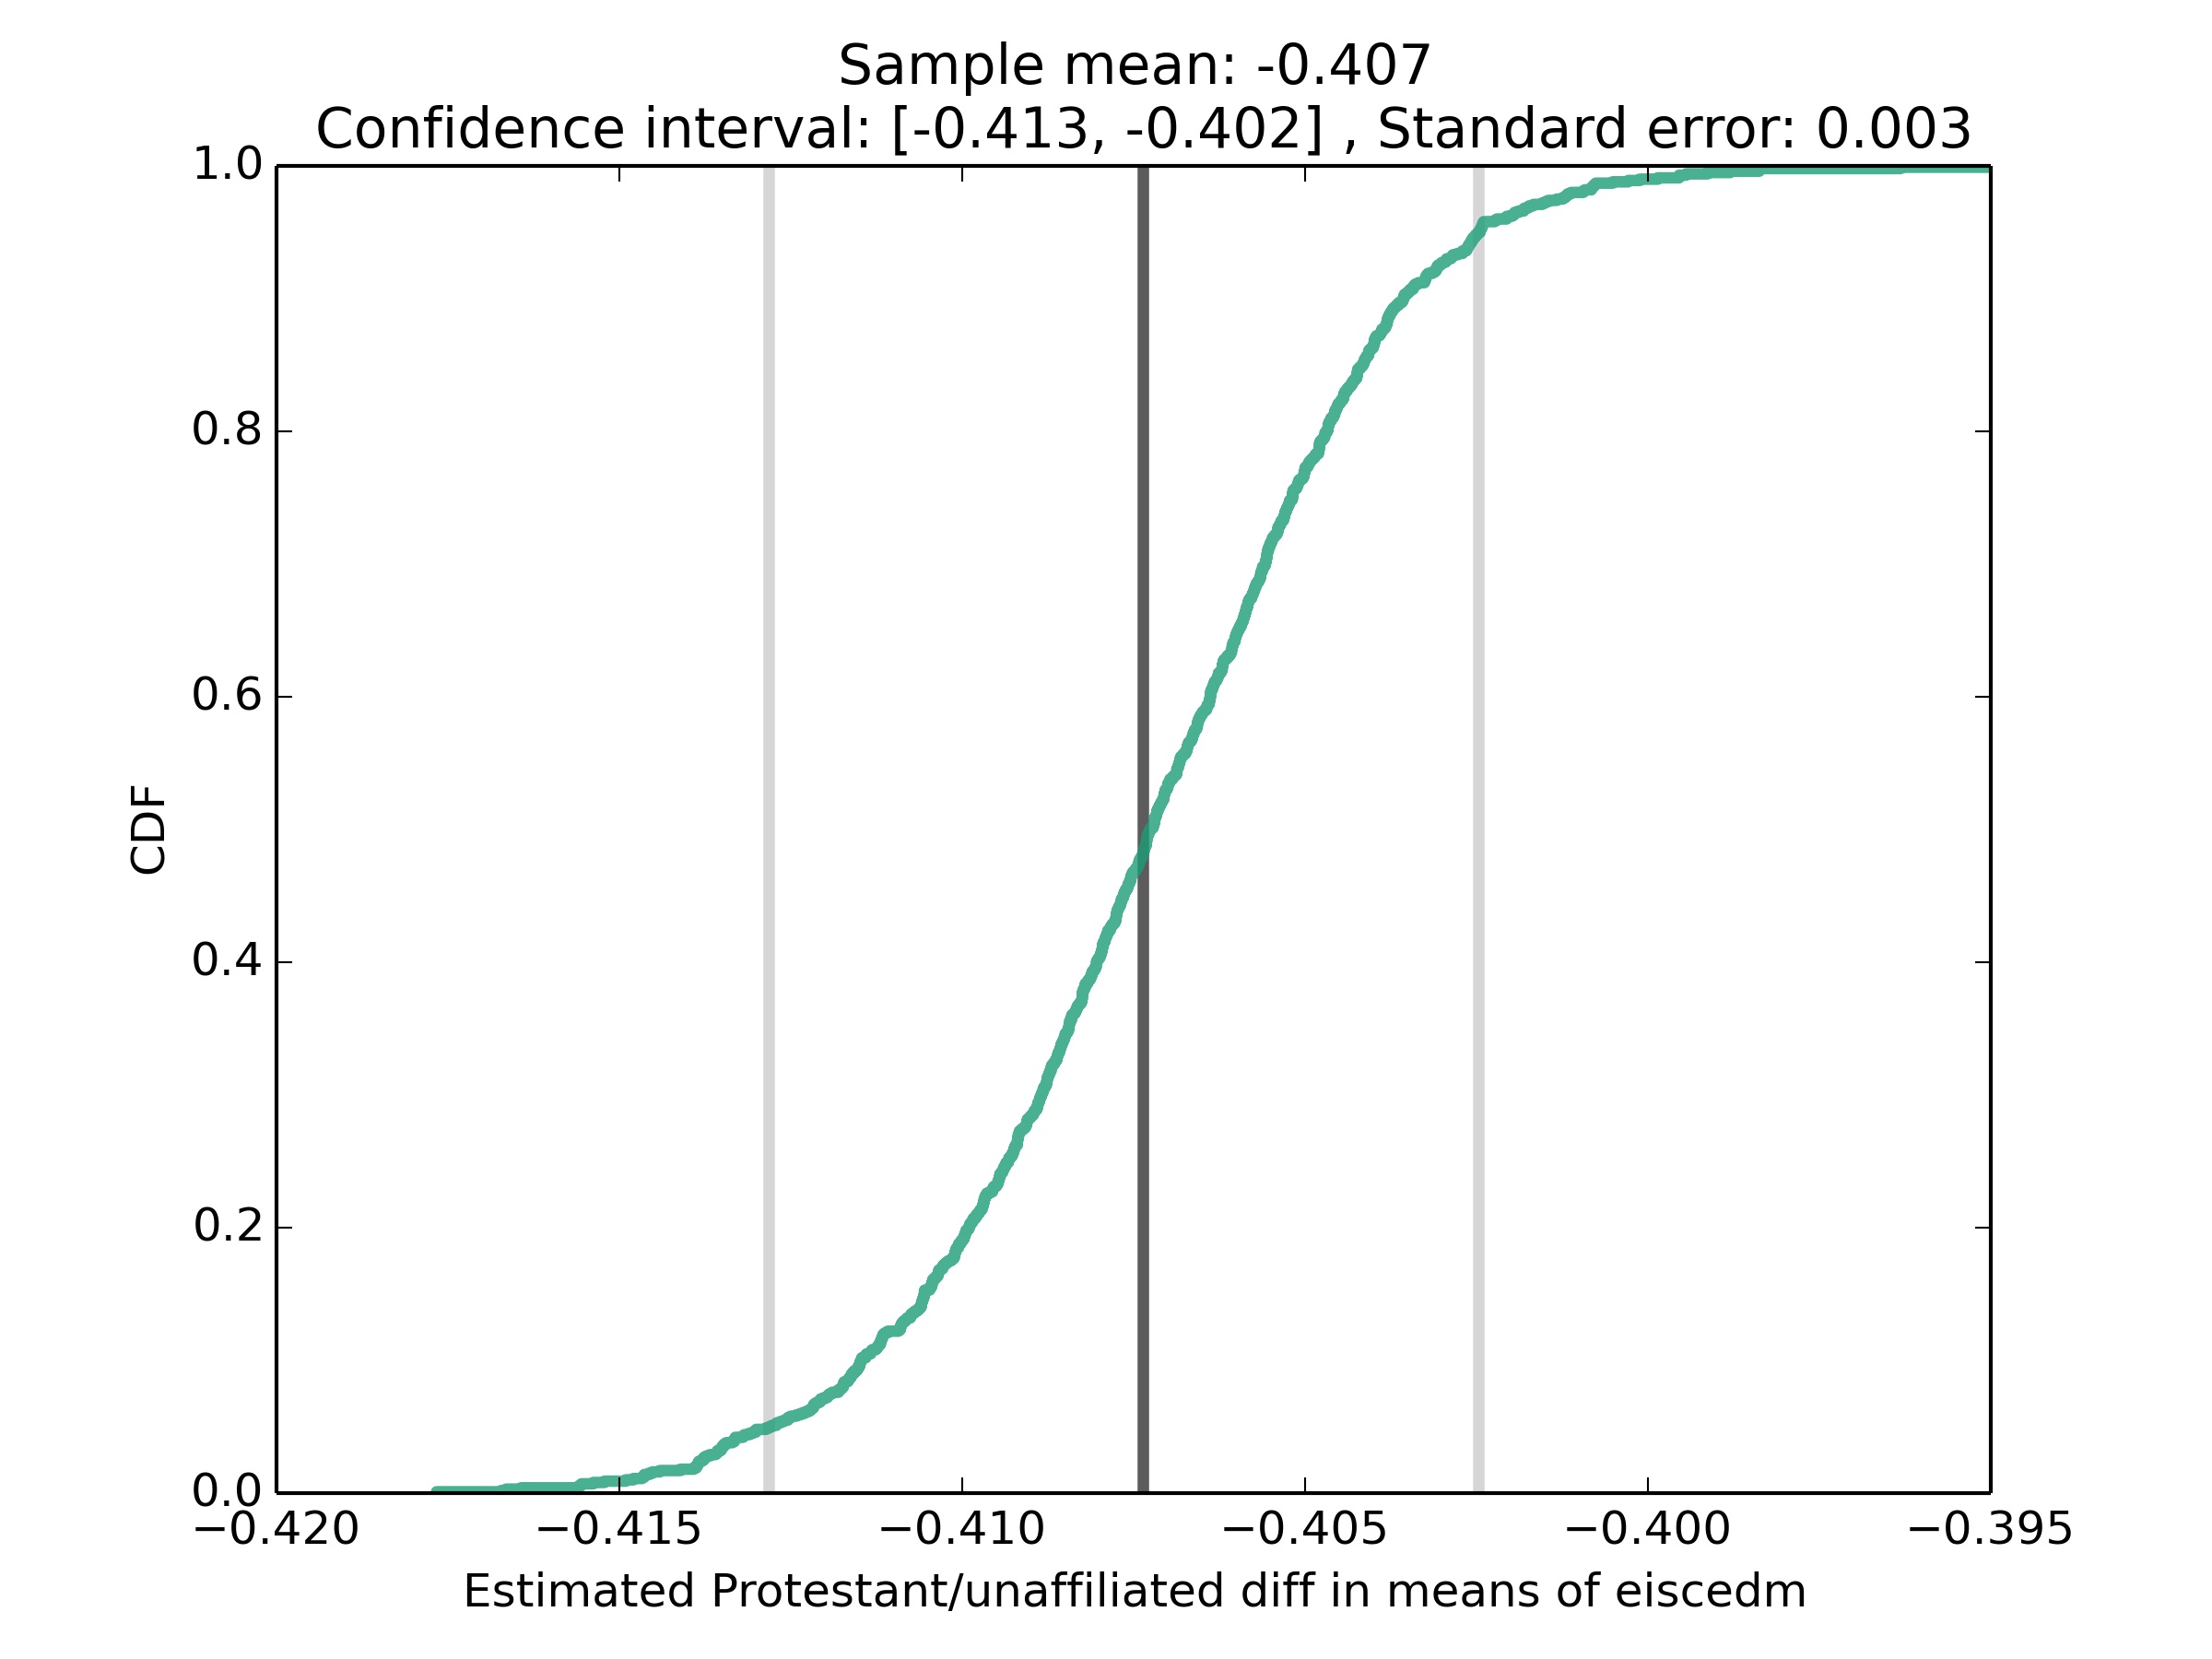 Sample mean: -0.407
Confidence interval: [-0.413, -0.402] , Standard error: 0.003
1.0
0.8
0.6
0.4
0.2
0.0
CDF
−0.420 −0.415 −0.410 −0.405 −0.400 −0.395
Estimated Protestant/unaffiliated diff in means of eiscedm